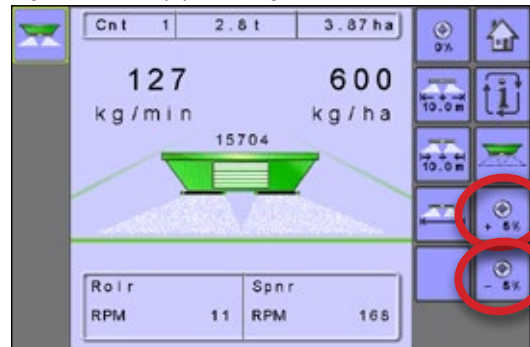 Cnt 1 2.8 t 3.87 ha
127 600
kg/min kg/ha
15704
Rolr Spnr
RPM 11 RPM 168
0%
10.0 m
10.0 m
+ 5%
- 5%